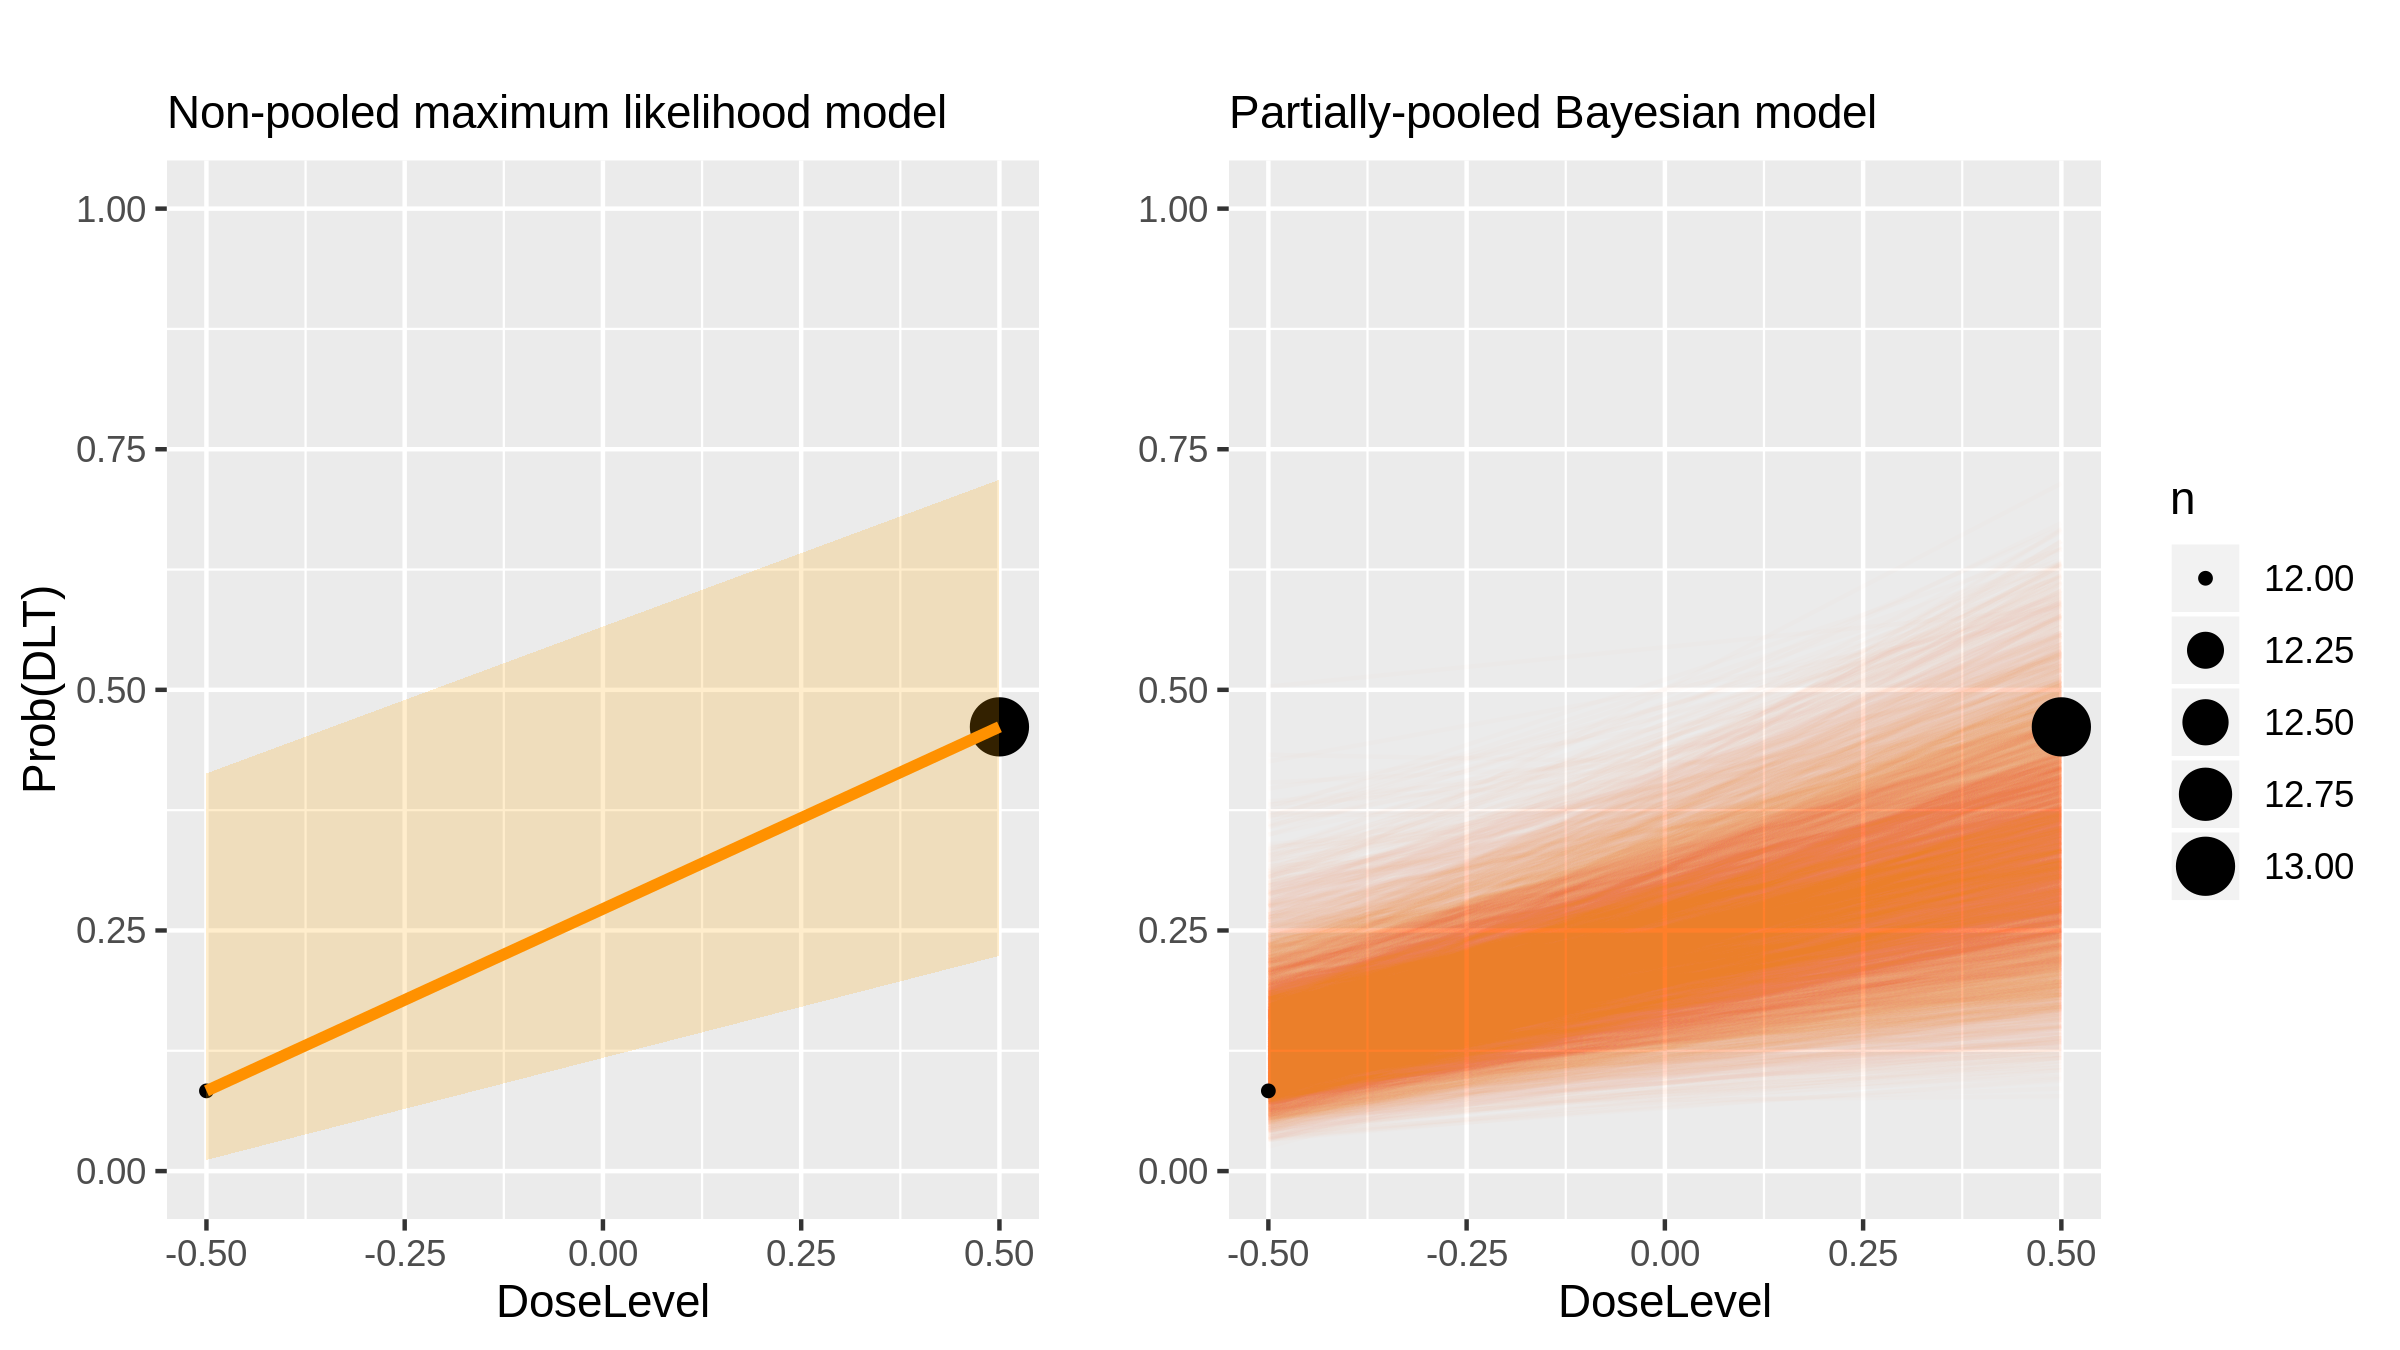 Non-pooled maximum likelihood model
Prob(DLT)
1.00
0.75
0.50
0.25
0.00
-0.50 -0.25 0.00 0.25 0.50
DoseLevel
Partially-pooled Bayesian model
1.00
0.75
0.50
0.25
0.00
-0.50 -0.25 0.00 0.25 0.50
DoseLevel
n
12.00
12.25
12.50
12.75
13.00